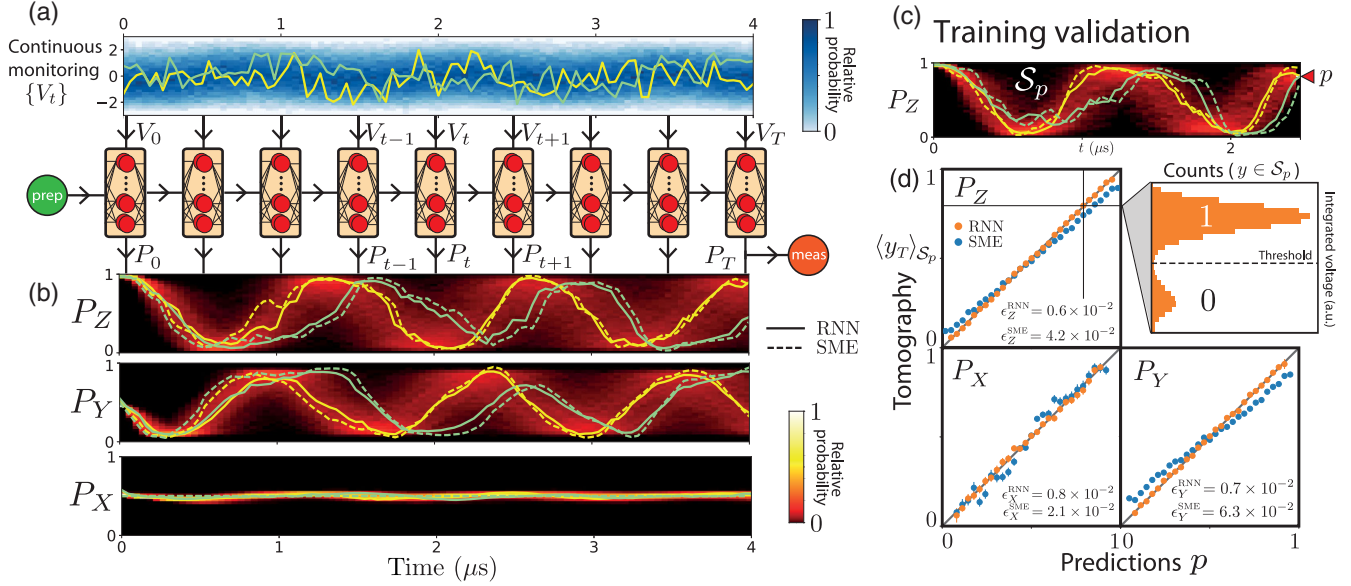 (a)
0 1 2 3 4
Continuous
monitoring
{V_t}
2
0
−2
1
0
Relative
probability
V_0 V_{t−1} V_t V_{t+1} V_T
prep
P_0 P_{t−1} P_t P_{t+1} P_T
meas
(b)
P_Z
1
0
RNN
SME
P_Y
1
0
1
0
Relative
probability
P_X
1
0
0 1 2 3 4
Time (μs)
(c) Training validation
P_Z
1
0
S_p
p
t (μs) 2
(d)
1
0
P_Z
RNN
SME
⟨y_T⟩_{S_p}
Tomography
ϵ_Z^{RNN} = 0.6 × 10^{−2}
ϵ_Z^{SME} = 4.2 × 10^{−2}
Counts (y ∈ S_p)
1
Threshold
0
Integrated voltage (a.u.)
1
0
P_X
ϵ_X^{RNN} = 0.8 × 10^{−2}
ϵ_X^{SME} = 2.1 × 10^{−2}
P_Y
ϵ_Y^{RNN} = 0.7 × 10^{−2}
ϵ_Y^{SME} = 6.3 × 10^{−2}
0 1 0 1
Predictions p